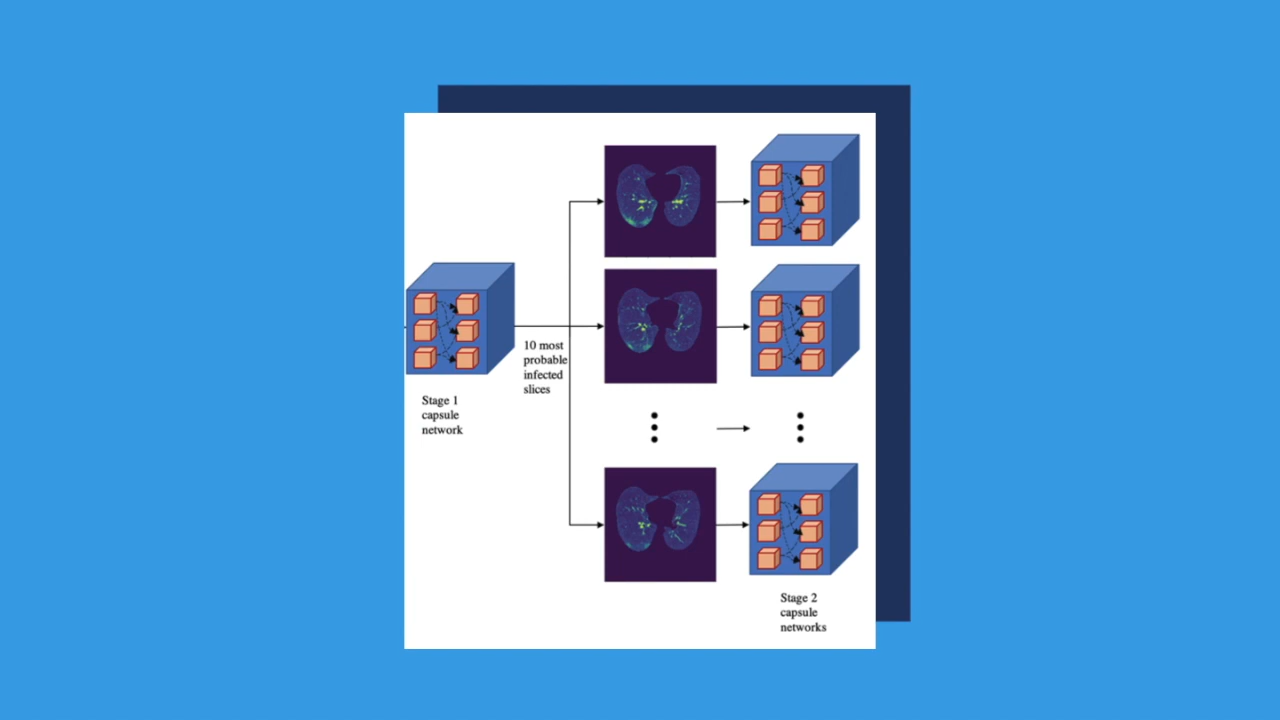 10 most
probable
infected
slices
Stage 1
capsule
network
Stage 2
capsule
networks